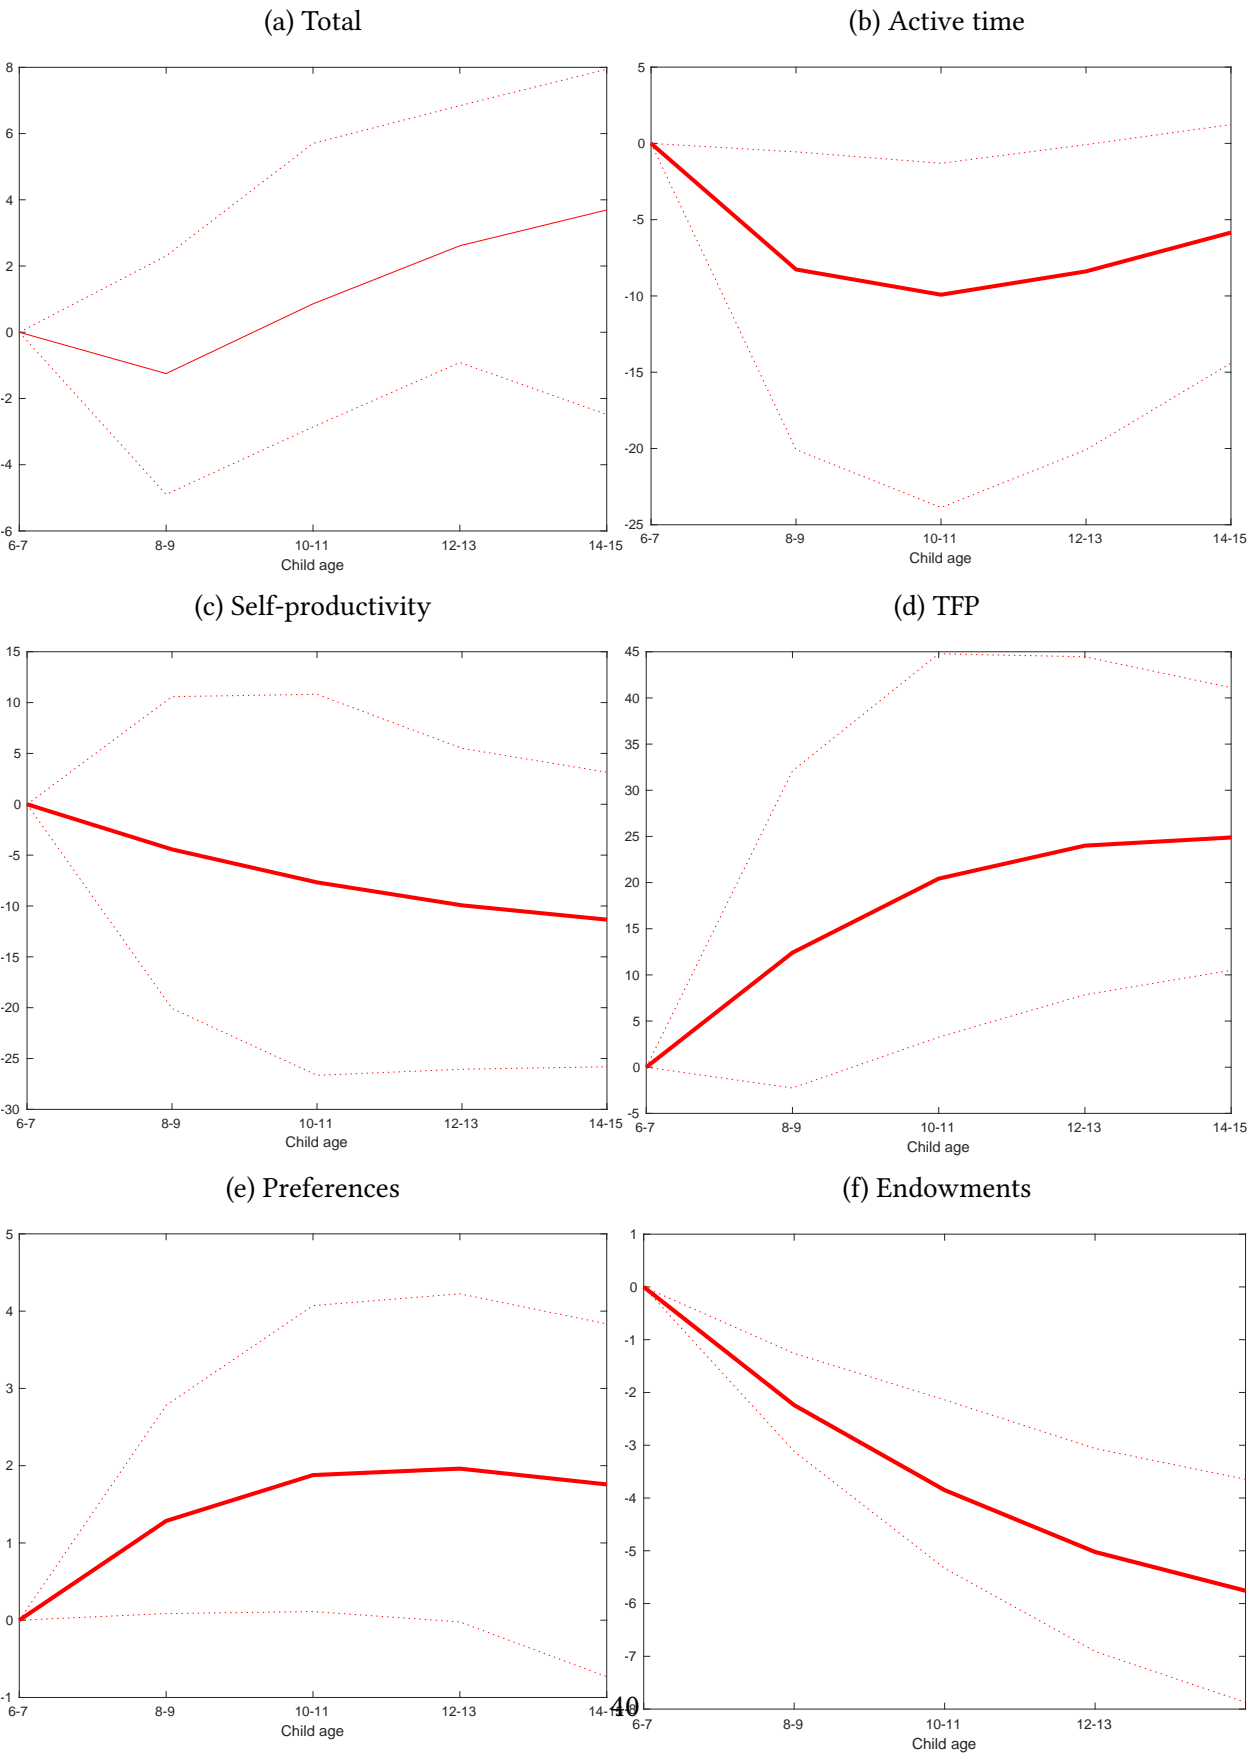 (a) Total
8
6
4
2
0
-2
-4
-6
6-7 8-9 10-11 12-13 14-15
Child age
(b) Active time
5
0
-5
-10
-15
-20
-25
6-7 8-9 10-11 12-13 14-15
Child age
(c) Self-productivity
15
10
5
0
-5
-10
-15
-20
-25
-30
6-7 8-9 10-11 12-13 14-15
Child age
(d) TFP
45
40
35
30
25
20
15
10
5
0
-5
6-7 8-9 10-11 12-13 14-15
Child age
(e) Preferences
5
4
3
2
1
0
-1
6-7 8-9 10-11 12-13
Child age
(f) Endowments
1
0
-1
-2
-3
-4
-5
-6
-7
6-7 8-9 10-11 12-13
Child age
40